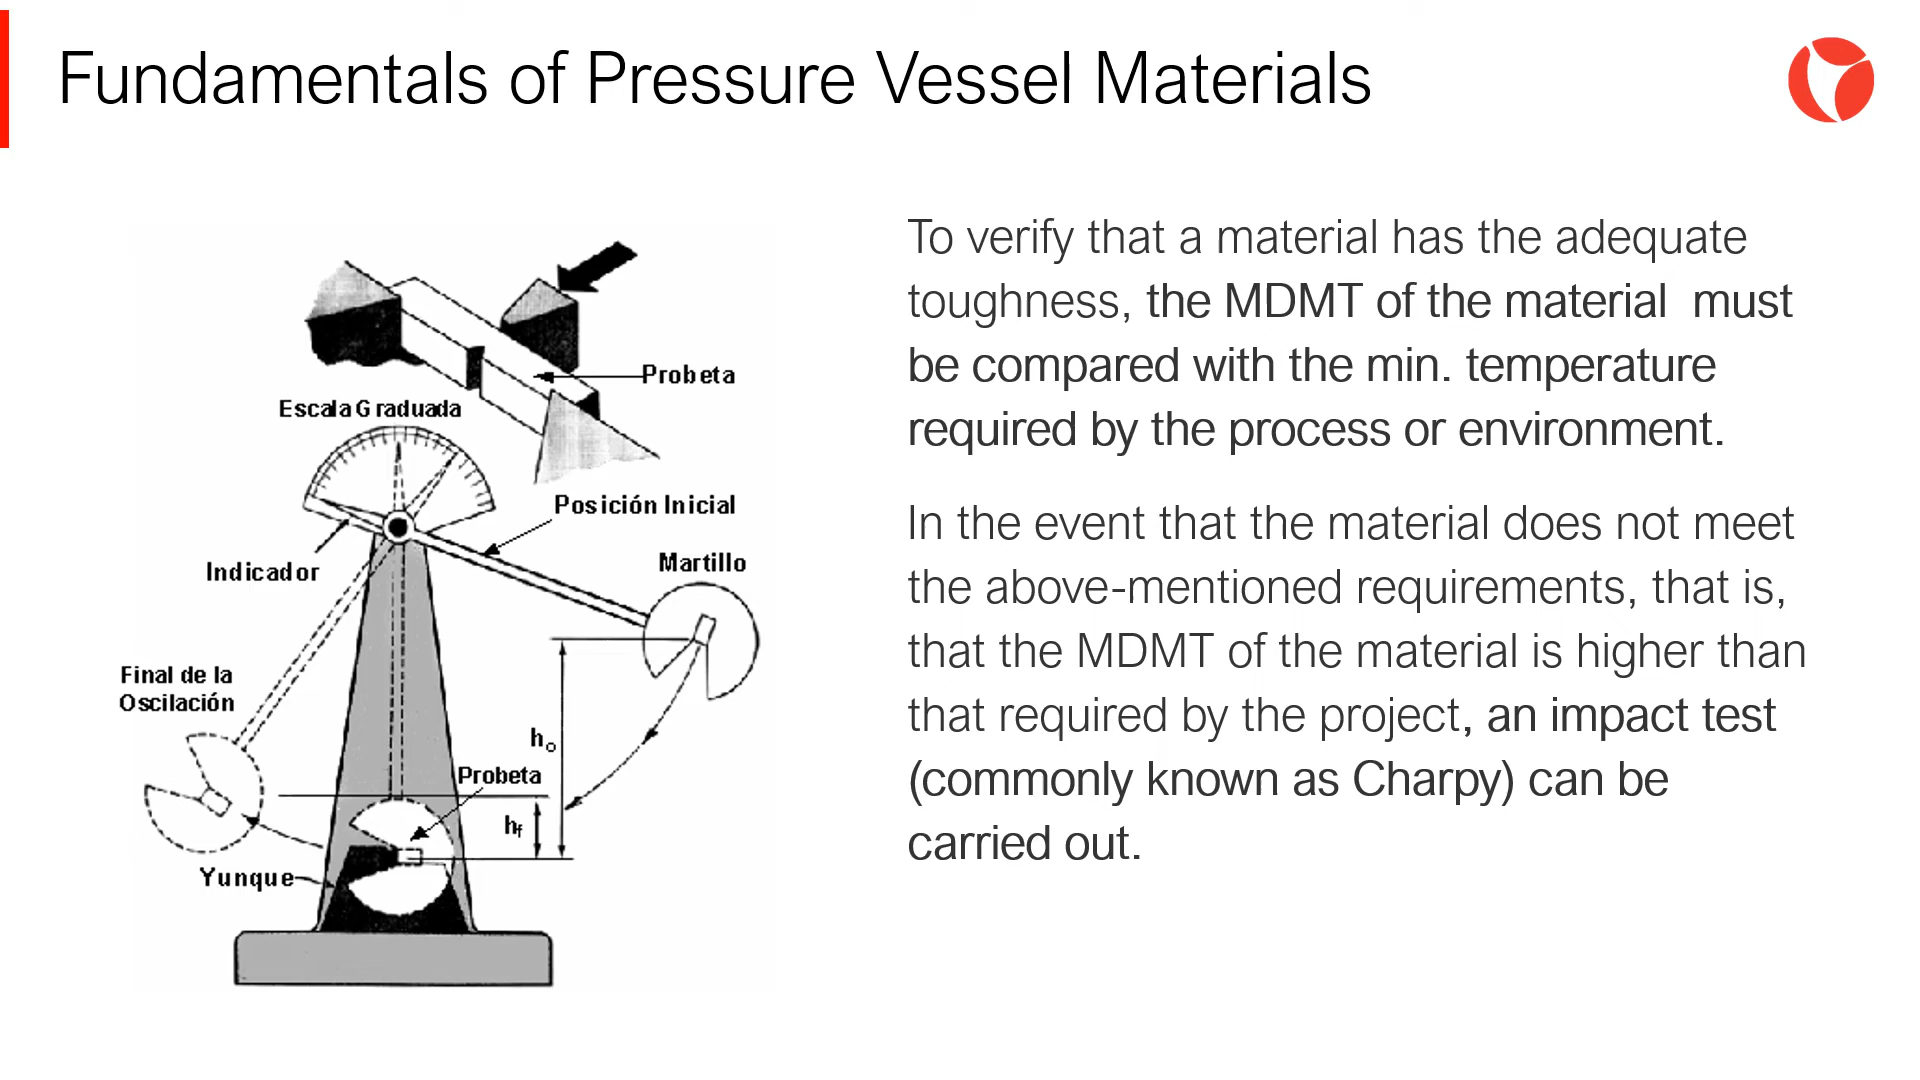 Fundamentals of Pressure Vessel Materials
Probeta
Escala Graduada
Posición Inicial
Martillo
Indicador
Final de la
Oscilación
ho
Probeta
hf
Yunque
To verify that a material has the adequate
toughness, the MDMT of the material must
be compared with the min. temperature
required by the process or environment.
In the event that the material does not meet
the above-mentioned requirements, that is,
that the MDMT of the material is higher than
that required by the project, an impact test
(commonly known as Charpy) can be
carried out.